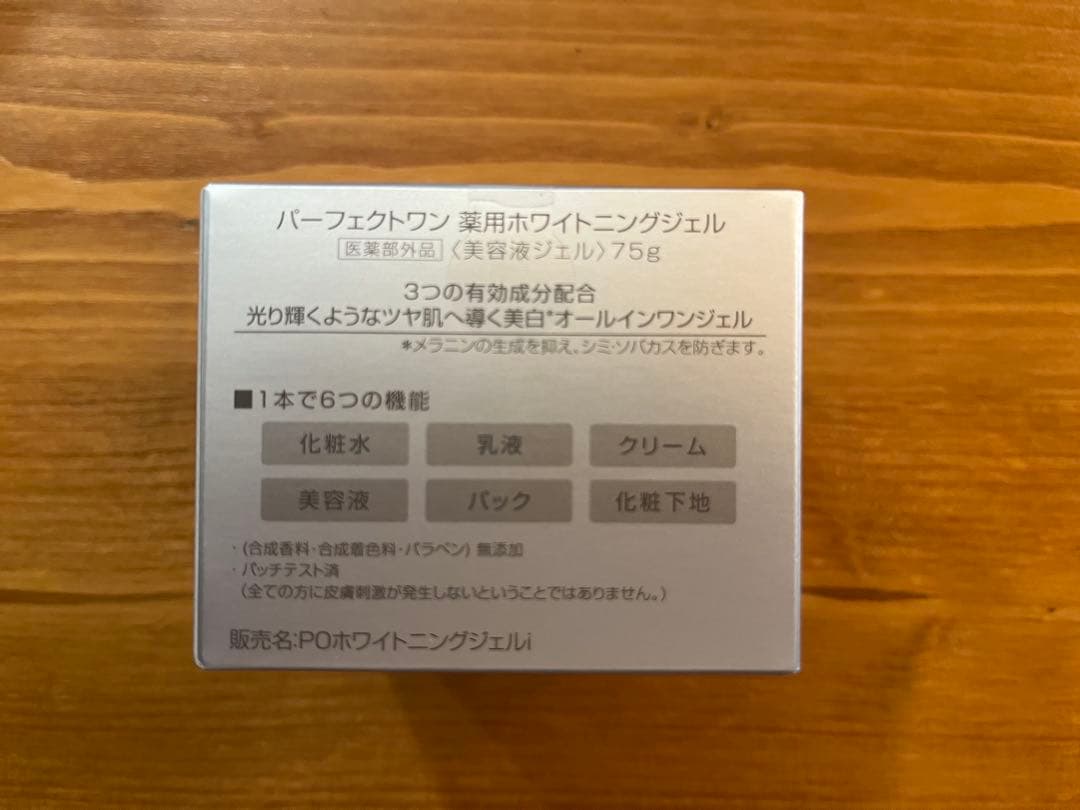 パーフェクトワン 薬用ホワイトニングジェル
医薬部外品 〈美容液ジェル〉75g
3つの有効成分配合
光り輝くようなツヤ肌へ導く美白*オールインワンジェル
*メラニンの生成を抑え、シミ・ソバカスを防ぎます。
■1本で6つの機能
化粧水 乳液 クリーム
美容液 パック 化粧下地
・(合成香料・合成着色料・パラベン) 無添加
・パッチテスト済
(全ての方に皮膚刺激が発生しないということではありません。)
販売名:POホワイトニングジェルi